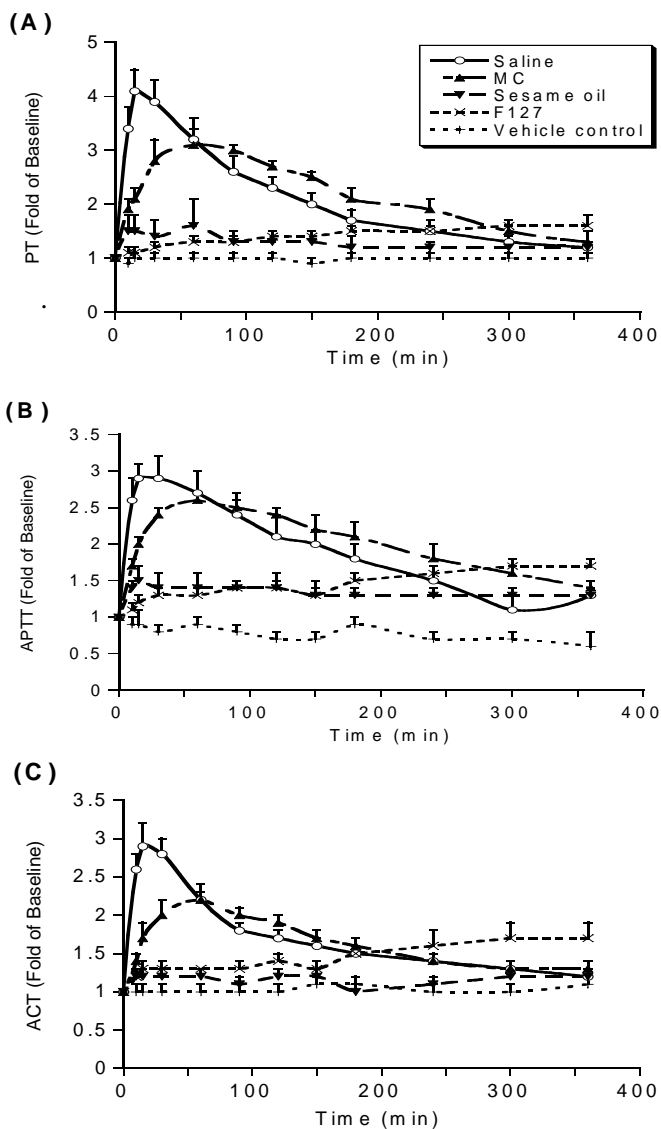 (A)
5
4
3
2
1
0
PT (Fold of Baseline)
Saline
MC
Sesame oil
F127
Vehicle control
0 100 200 300 400
Time (min)
(B)
3.5
3
2.5
2
1.5
1
0.5
0
APTT (Fold of Baseline)
0 100 200 300 400
Time (min)
(C)
3.5
3
2.5
2
1.5
1
0.5
0
ACT (Fold of Baseline)
0 100 200 300 400
Time (min)